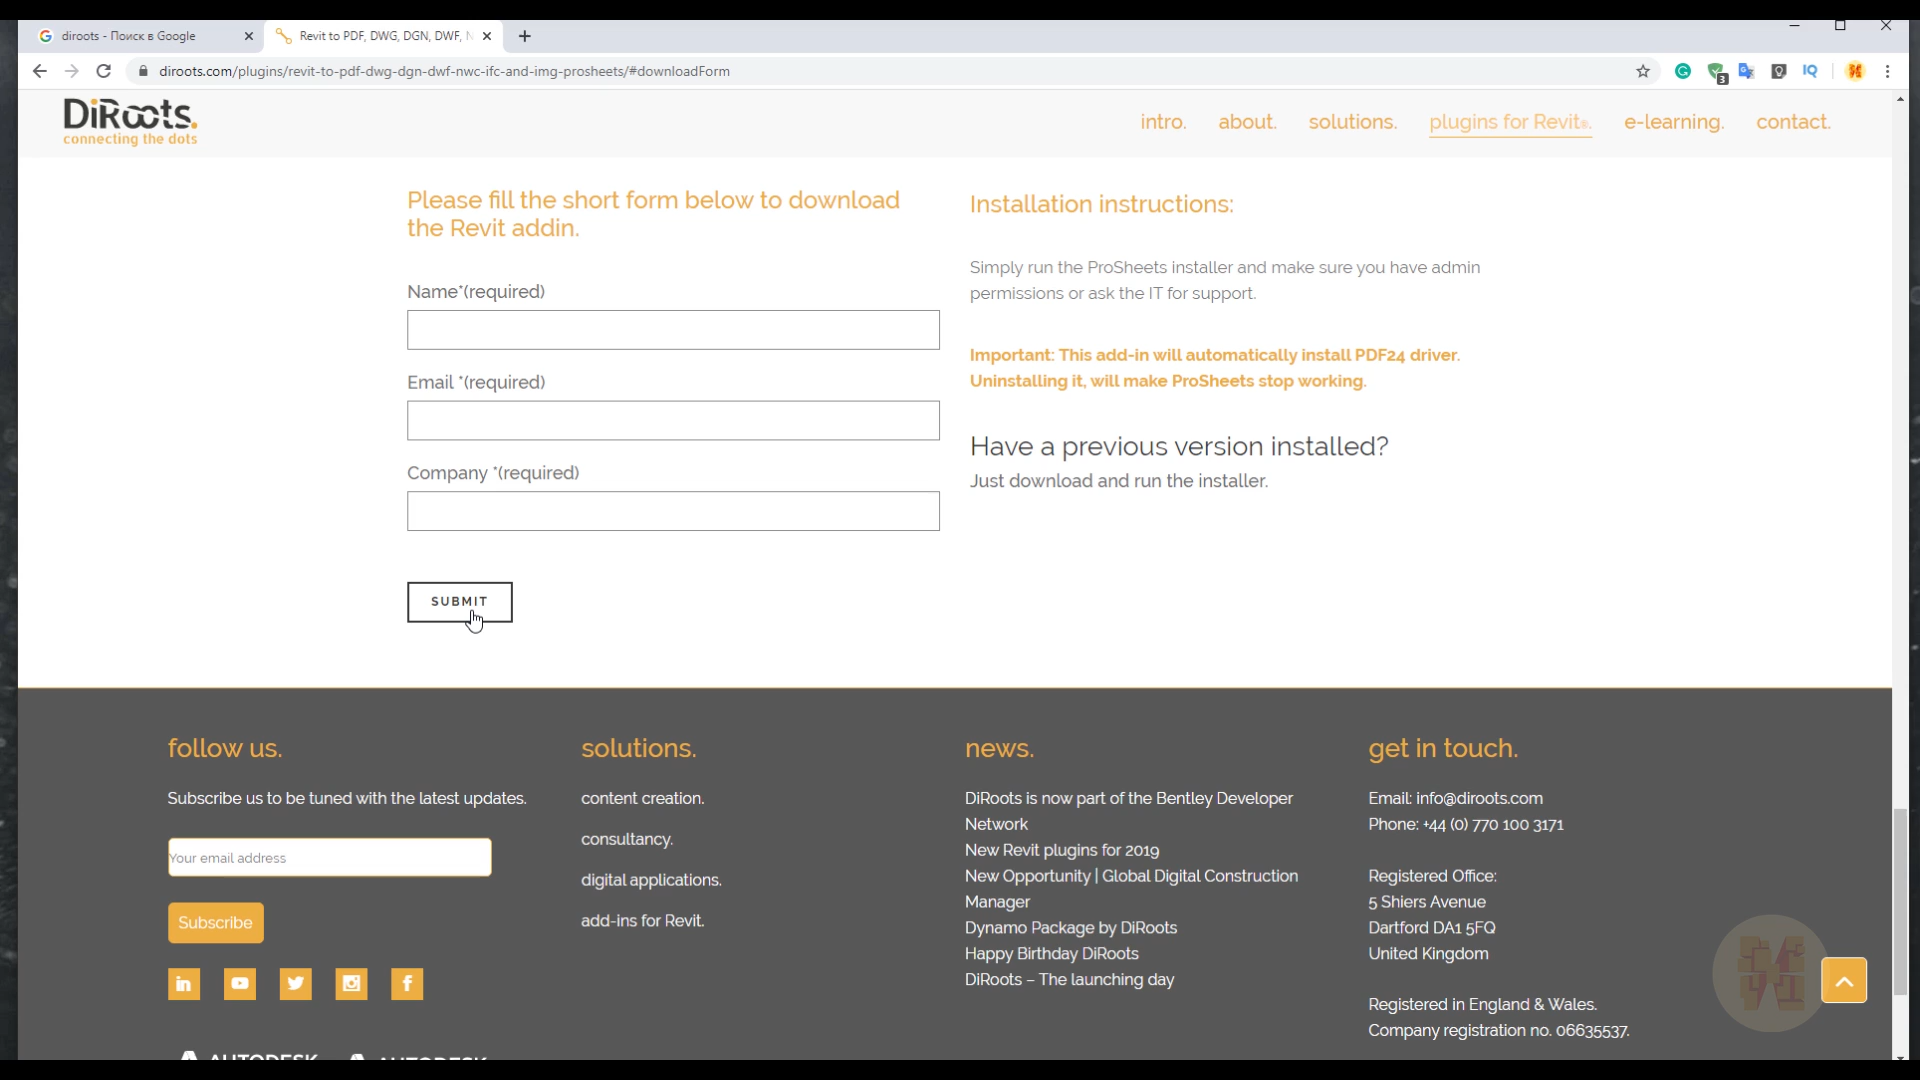 diroots - Поиск в Google
Revit to PDF, DWG, DGN, DWF, N
diroots.com/plugins/revit-to-pdf-dwg-dgn-dwf-nwc-ifc-and-img-prosheets/#downloadForm
3
IQ
DiRoots.
connecting the dots
intro. about. solutions. plugins for Revit®. e-learning. contact.
Please fill the short form below to download
the Revit addin.
Name*(required)
Email *(required)
Company *(required)
SUBMIT
Installation instructions:
Simply run the ProSheets installer and make sure you have admin
permissions or ask the IT for support.
Important: This add-in will automatically install PDF24 driver.
Uninstalling it, will make ProSheets stop working.
Have a previous version installed?
Just download and run the installer.
follow us.
Subscribe us to be tuned with the latest updates.
Your email address
Subscribe
AUTODESK AUTODESK
solutions.
content creation.
consultancy.
digital applications.
add-ins for Revit.
news.
DiRoots is now part of the Bentley Developer
Network
New Revit plugins for 2019
New Opportunity | Global Digital Construction
Manager
Dynamo Package by DiRoots
Happy Birthday DiRoots
DiRoots – The launching day
get in touch.
Email: info@diroots.com
Phone: +44 (0) 770 100 3171
Registered Office:
5 Shiers Avenue
Dartford DA1 5FQ
United Kingdom
Registered in England & Wales.
Company registration no. 06635537.